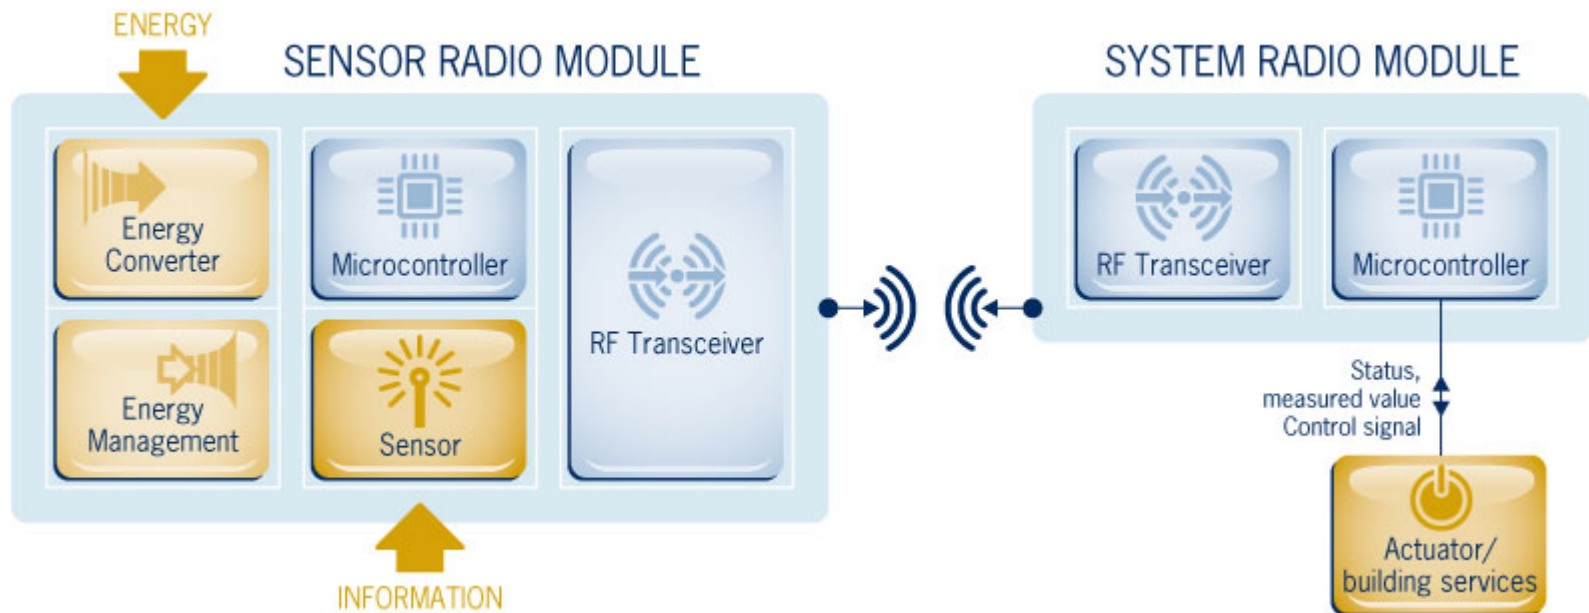 ENERGY
SENSOR RADIO MODULE
SYSTEM RADIO MODULE
Energy
Converter
Microcontroller
RF Transceiver
Energy
Management
Sensor
INFORMATION
RF Transceiver
Microcontroller
Status,
measured value
Control signal
Actuator/
building services